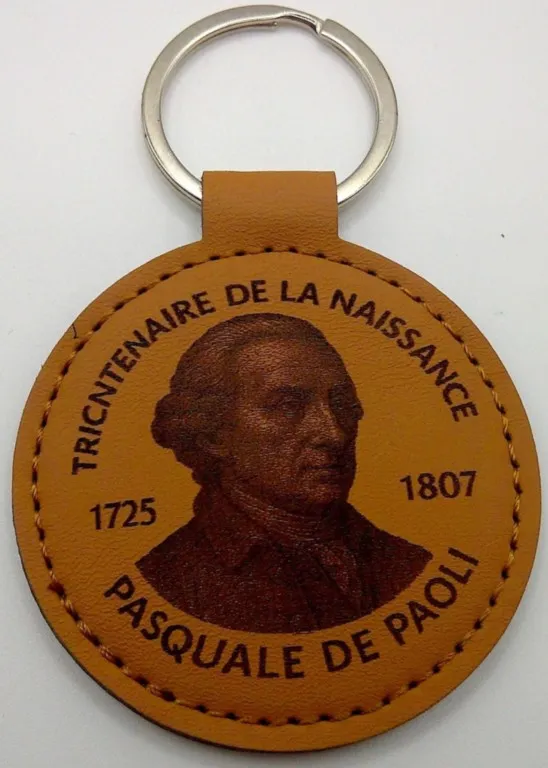 TRICNTENAIRE DE LA NAISSANCE
1725
1807
PASQUALE DE PAOLI